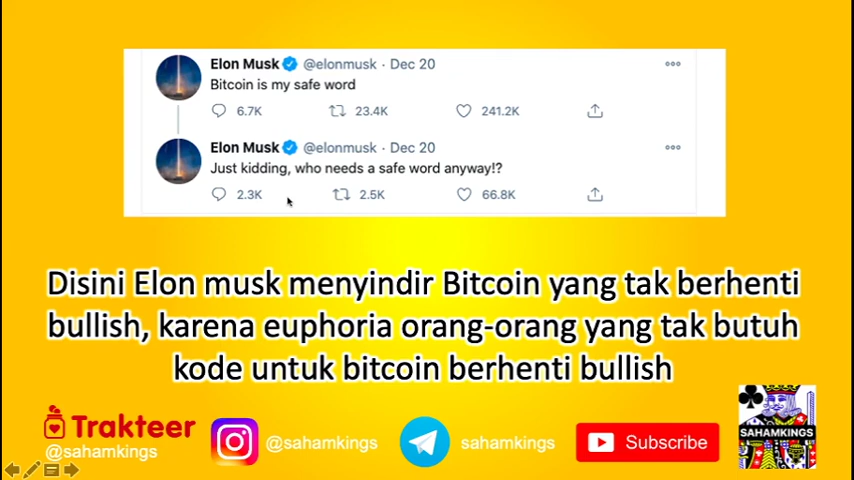 Elon Musk @elonmusk · Dec 20
Bitcoin is my safe word
6.7K 23.4K 241.2K
Elon Musk @elonmusk · Dec 20
Just kidding, who needs a safe word anyway!?
2.3K 2.5K 66.8K
Disini Elon musk menyindir Bitcoin yang tak berhenti
bullish, karena euphoria orang-orang yang tak butuh
kode untuk bitcoin berhenti bullish
Trakteer
@sahamkings
@sahamkings
sahamkings
Subscribe
SAHAMKINGS